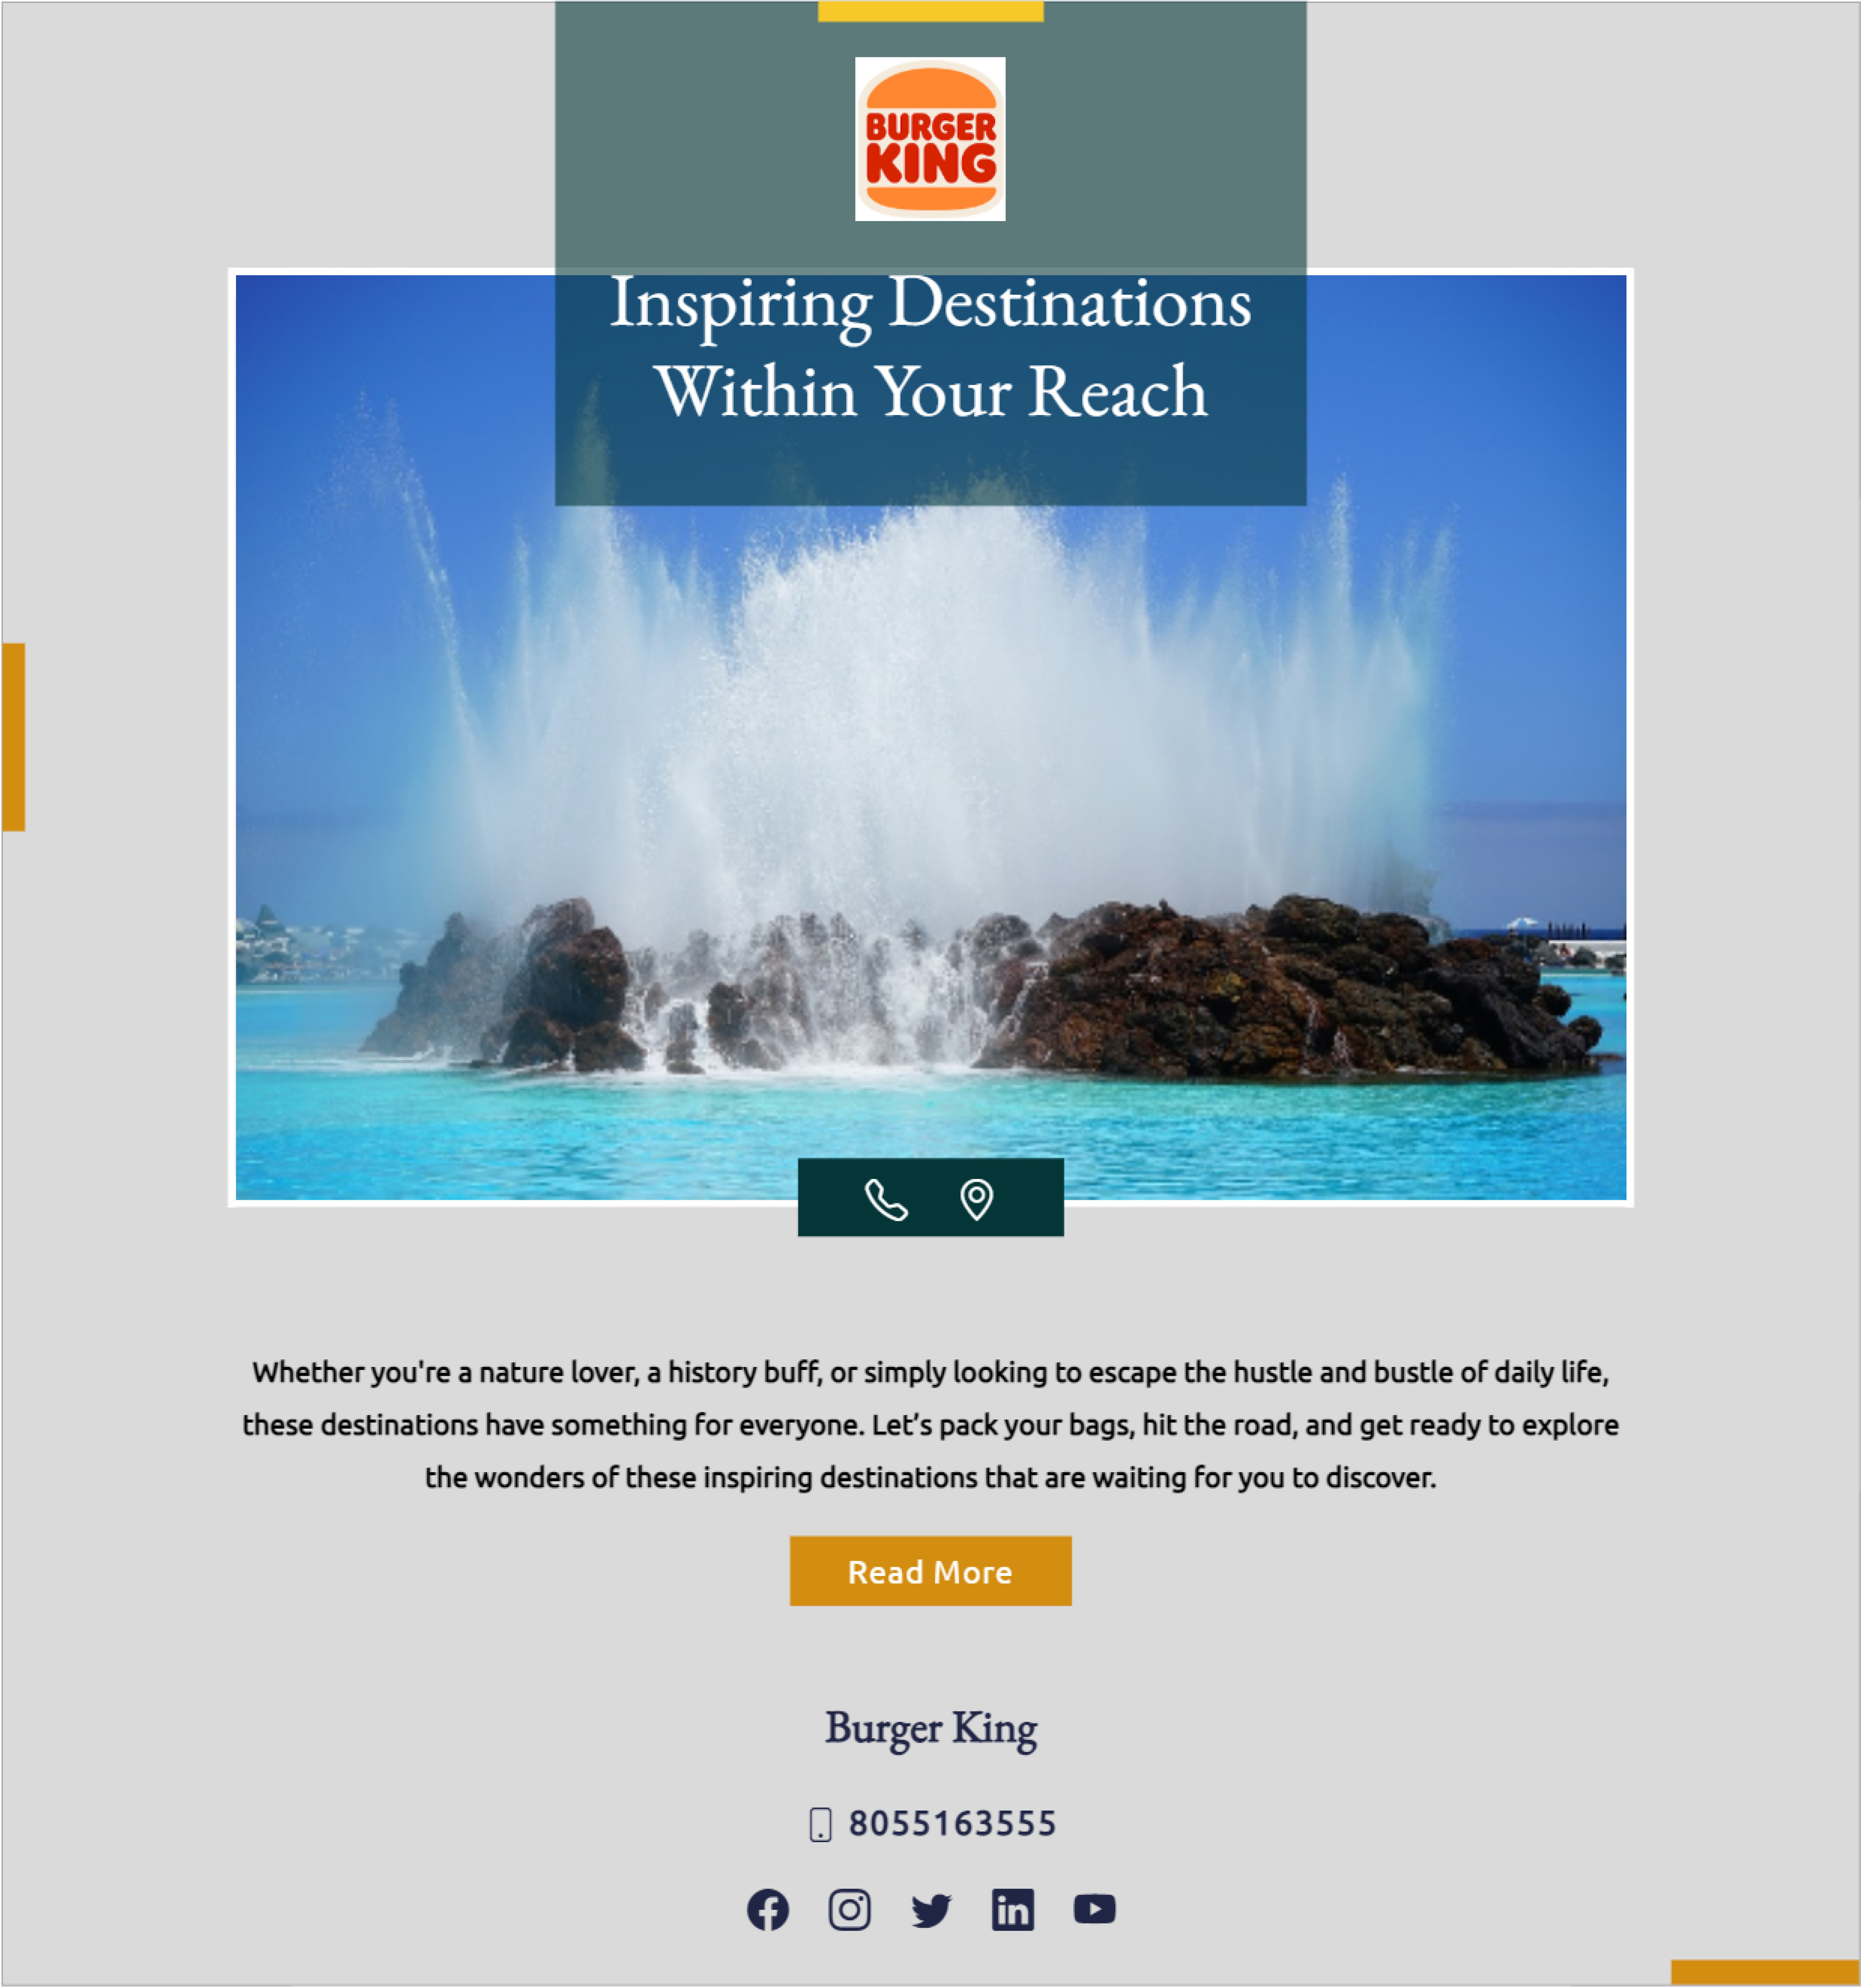 BURGER
KING
Inspiring Destinations
Within Your Reach
Whether you're a nature lover, a history buff, or simply looking to escape the hustle and bustle of daily life,
these destinations have something for everyone. Let’s pack your bags, hit the road, and get ready to explore
the wonders of these inspiring destinations that are waiting for you to discover.
Read More
Burger King
8055163555
in